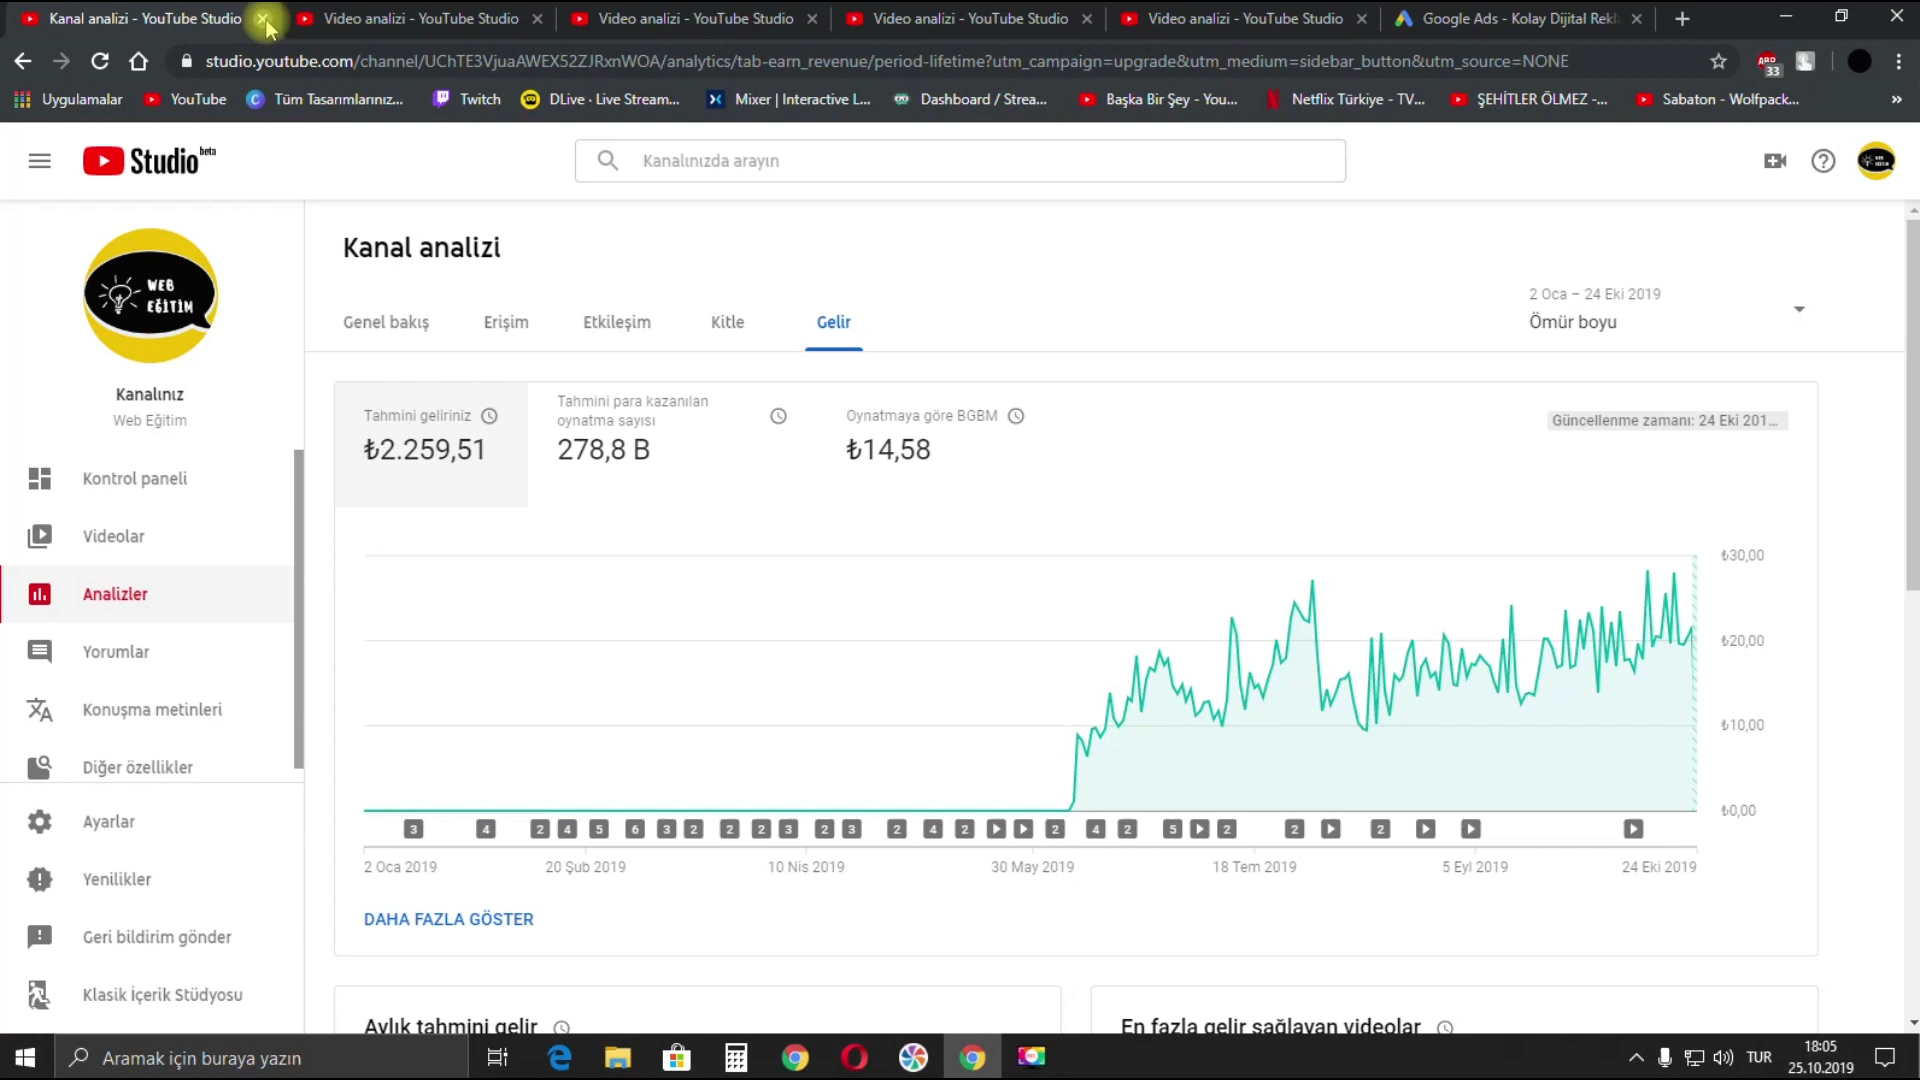 Kanal analizi - YouTube Studio
Video analizi - YouTube Studio
Video analizi - YouTube Studio
Video analizi - YouTube Studio
Video analizi - YouTube Studio
Google Ads - Kolay Dijital Rekl
studio.youtube.com/channel/UChTE3VjuaAWEX52ZJRxnWOA/analytics/tab-earn_revenue/period-lifetime?utm_campaign=upgrade&utm_medium=sidebar_button&utm_source=NONE
ABP
33
Uygulamalar
YouTube
Tüm Tasarımlarınız...
Twitch
DLive · Live Stream...
Mixer | Interactive L...
Dashboard / Strea...
Başka Bir Şey - You...
Netflix Türkiye - TV...
ŞEHİTLER ÖLMEZ -...
Sabaton - Wolfpack...
»
Studio beta
Kanalınızda arayın
WEB
EĞİTİM
Kanalınız
Web Eğitim
Kontrol paneli
Videolar
Analizler
Yorumlar
Konuşma metinleri
Diğer özellikler
Ayarlar
Yenilikler
Geri bildirim gönder
Klasik İçerik Stüdyosu
Kanal analizi
Genel bakış
Erişim
Etkileşim
Kitle
Gelir
2 Oca – 24 Eki 2019
Ömür boyu
Tahmini geliriniz
₺2.259,51
Tahmini para kazanılan
oynatma sayısı
278,8 B
Oynatmaya göre BGBM
₺14,58
Güncellenme zamanı: 24 Eki 201...
₺30,00
₺20,00
₺10,00
₺0,00
3 4 2 4 5 6 3 2 2 2 3 2 3 2 4 2 2 4 2 5 2 2 2
2 Oca 2019
20 Şub 2019
10 Nis 2019
30 May 2019
18 Tem 2019
5 Eyl 2019
24 Eki 2019
DAHA FAZLA GÖSTER
Aylık tahmini gelir
En fazla gelir sağlayan videolar
Aramak için buraya yazın
TUR
18:05
25.10.2019